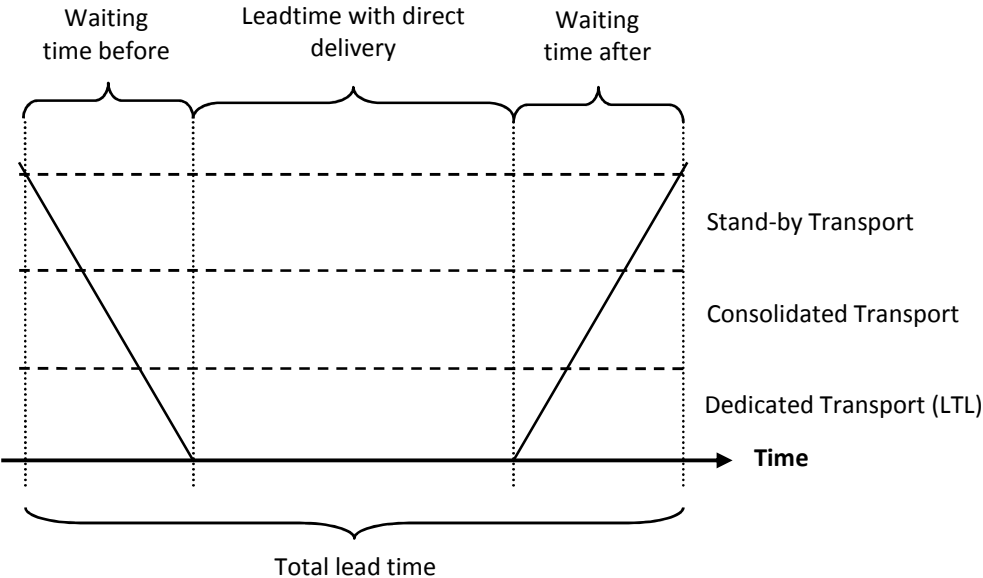 Waiting
time before
Leadtime with direct
delivery
Waiting
time after
Stand-by Transport
Consolidated Transport
Dedicated Transport (LTL)
Time
Total lead time